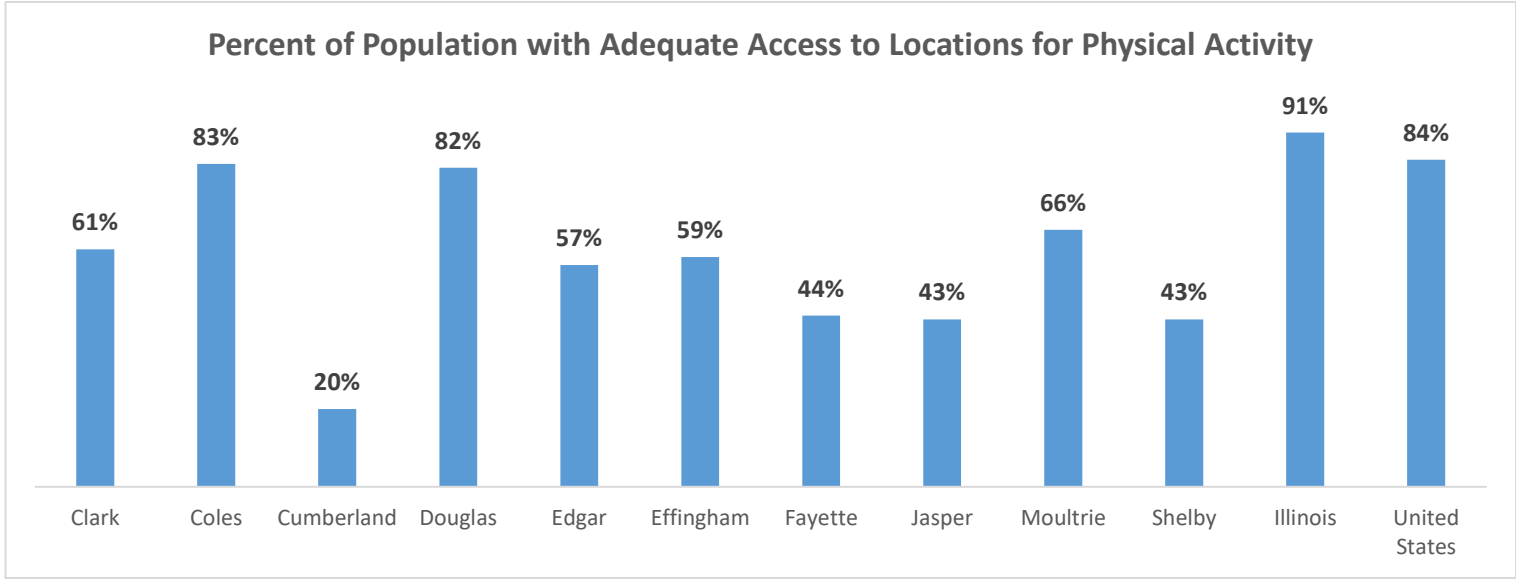 Percent of Population with Adequate Access to Locations for Physical Activity
61%
83%
20%
82%
57%
59%
44%
43%
66%
43%
91%
84%
Clark
Coles
Cumberland
Douglas
Edgar
Effingham
Fayette
Jasper
Moultrie
Shelby
Illinois
United
States